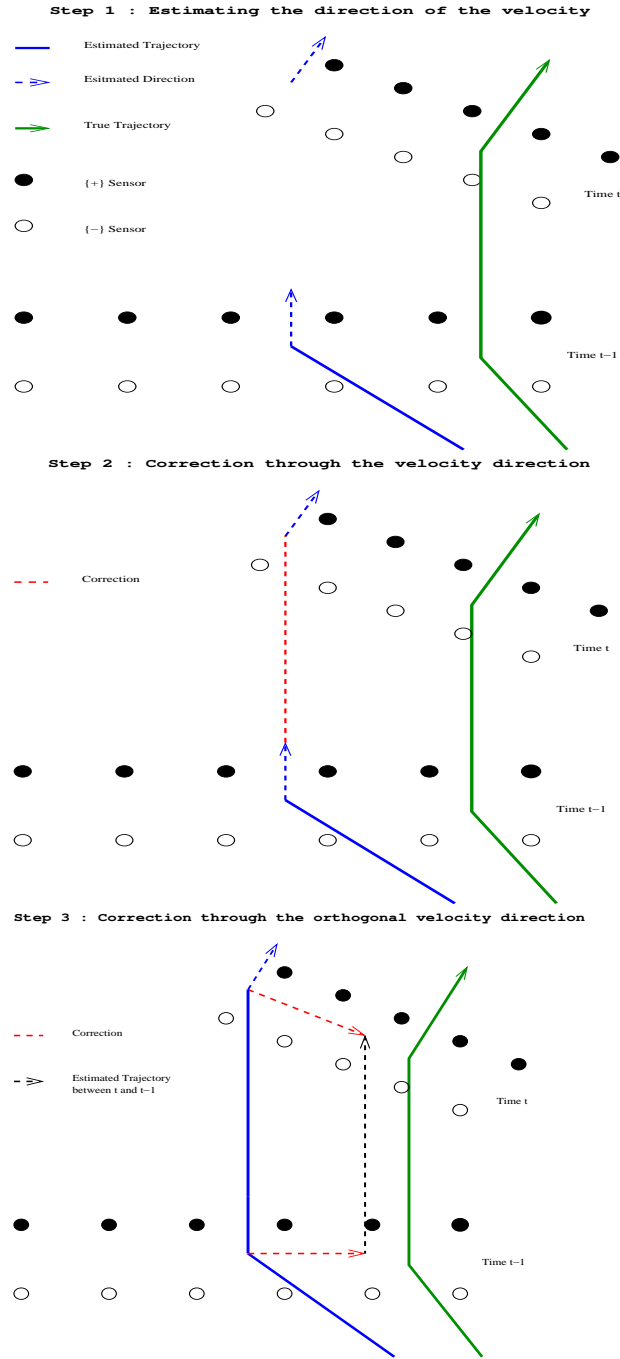 Step 1 : Estimating the direction of the velocity
Estimated Trajectory
Esitmated Direction
True Trajectory
{+} Sensor
{−} Sensor
Time t
Time t−1
Step 2 : Correction through the velocity direction
Correction
Time t
Time t−1
Step 3 : Correction through the orthogonal velocity direction
Correction
Estimated Trajectory
between t and t−1
Time t
Time t−1